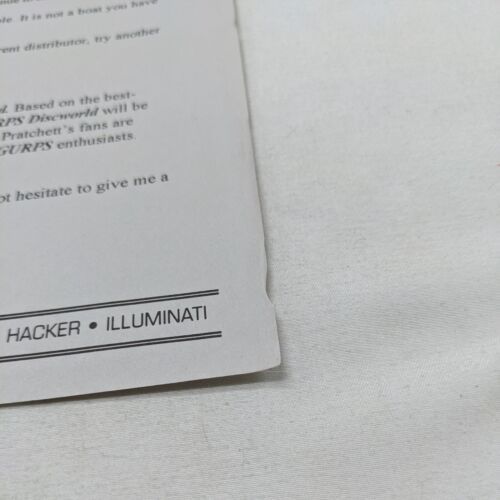 ole. It is not a boat you have
rent distributor, try another
d. Based on the best-
RPS Discworld will be
Pratchett's fans are
GURPS enthusiasts.
ot hesitate to give me a
HACKER • ILLUMINATI